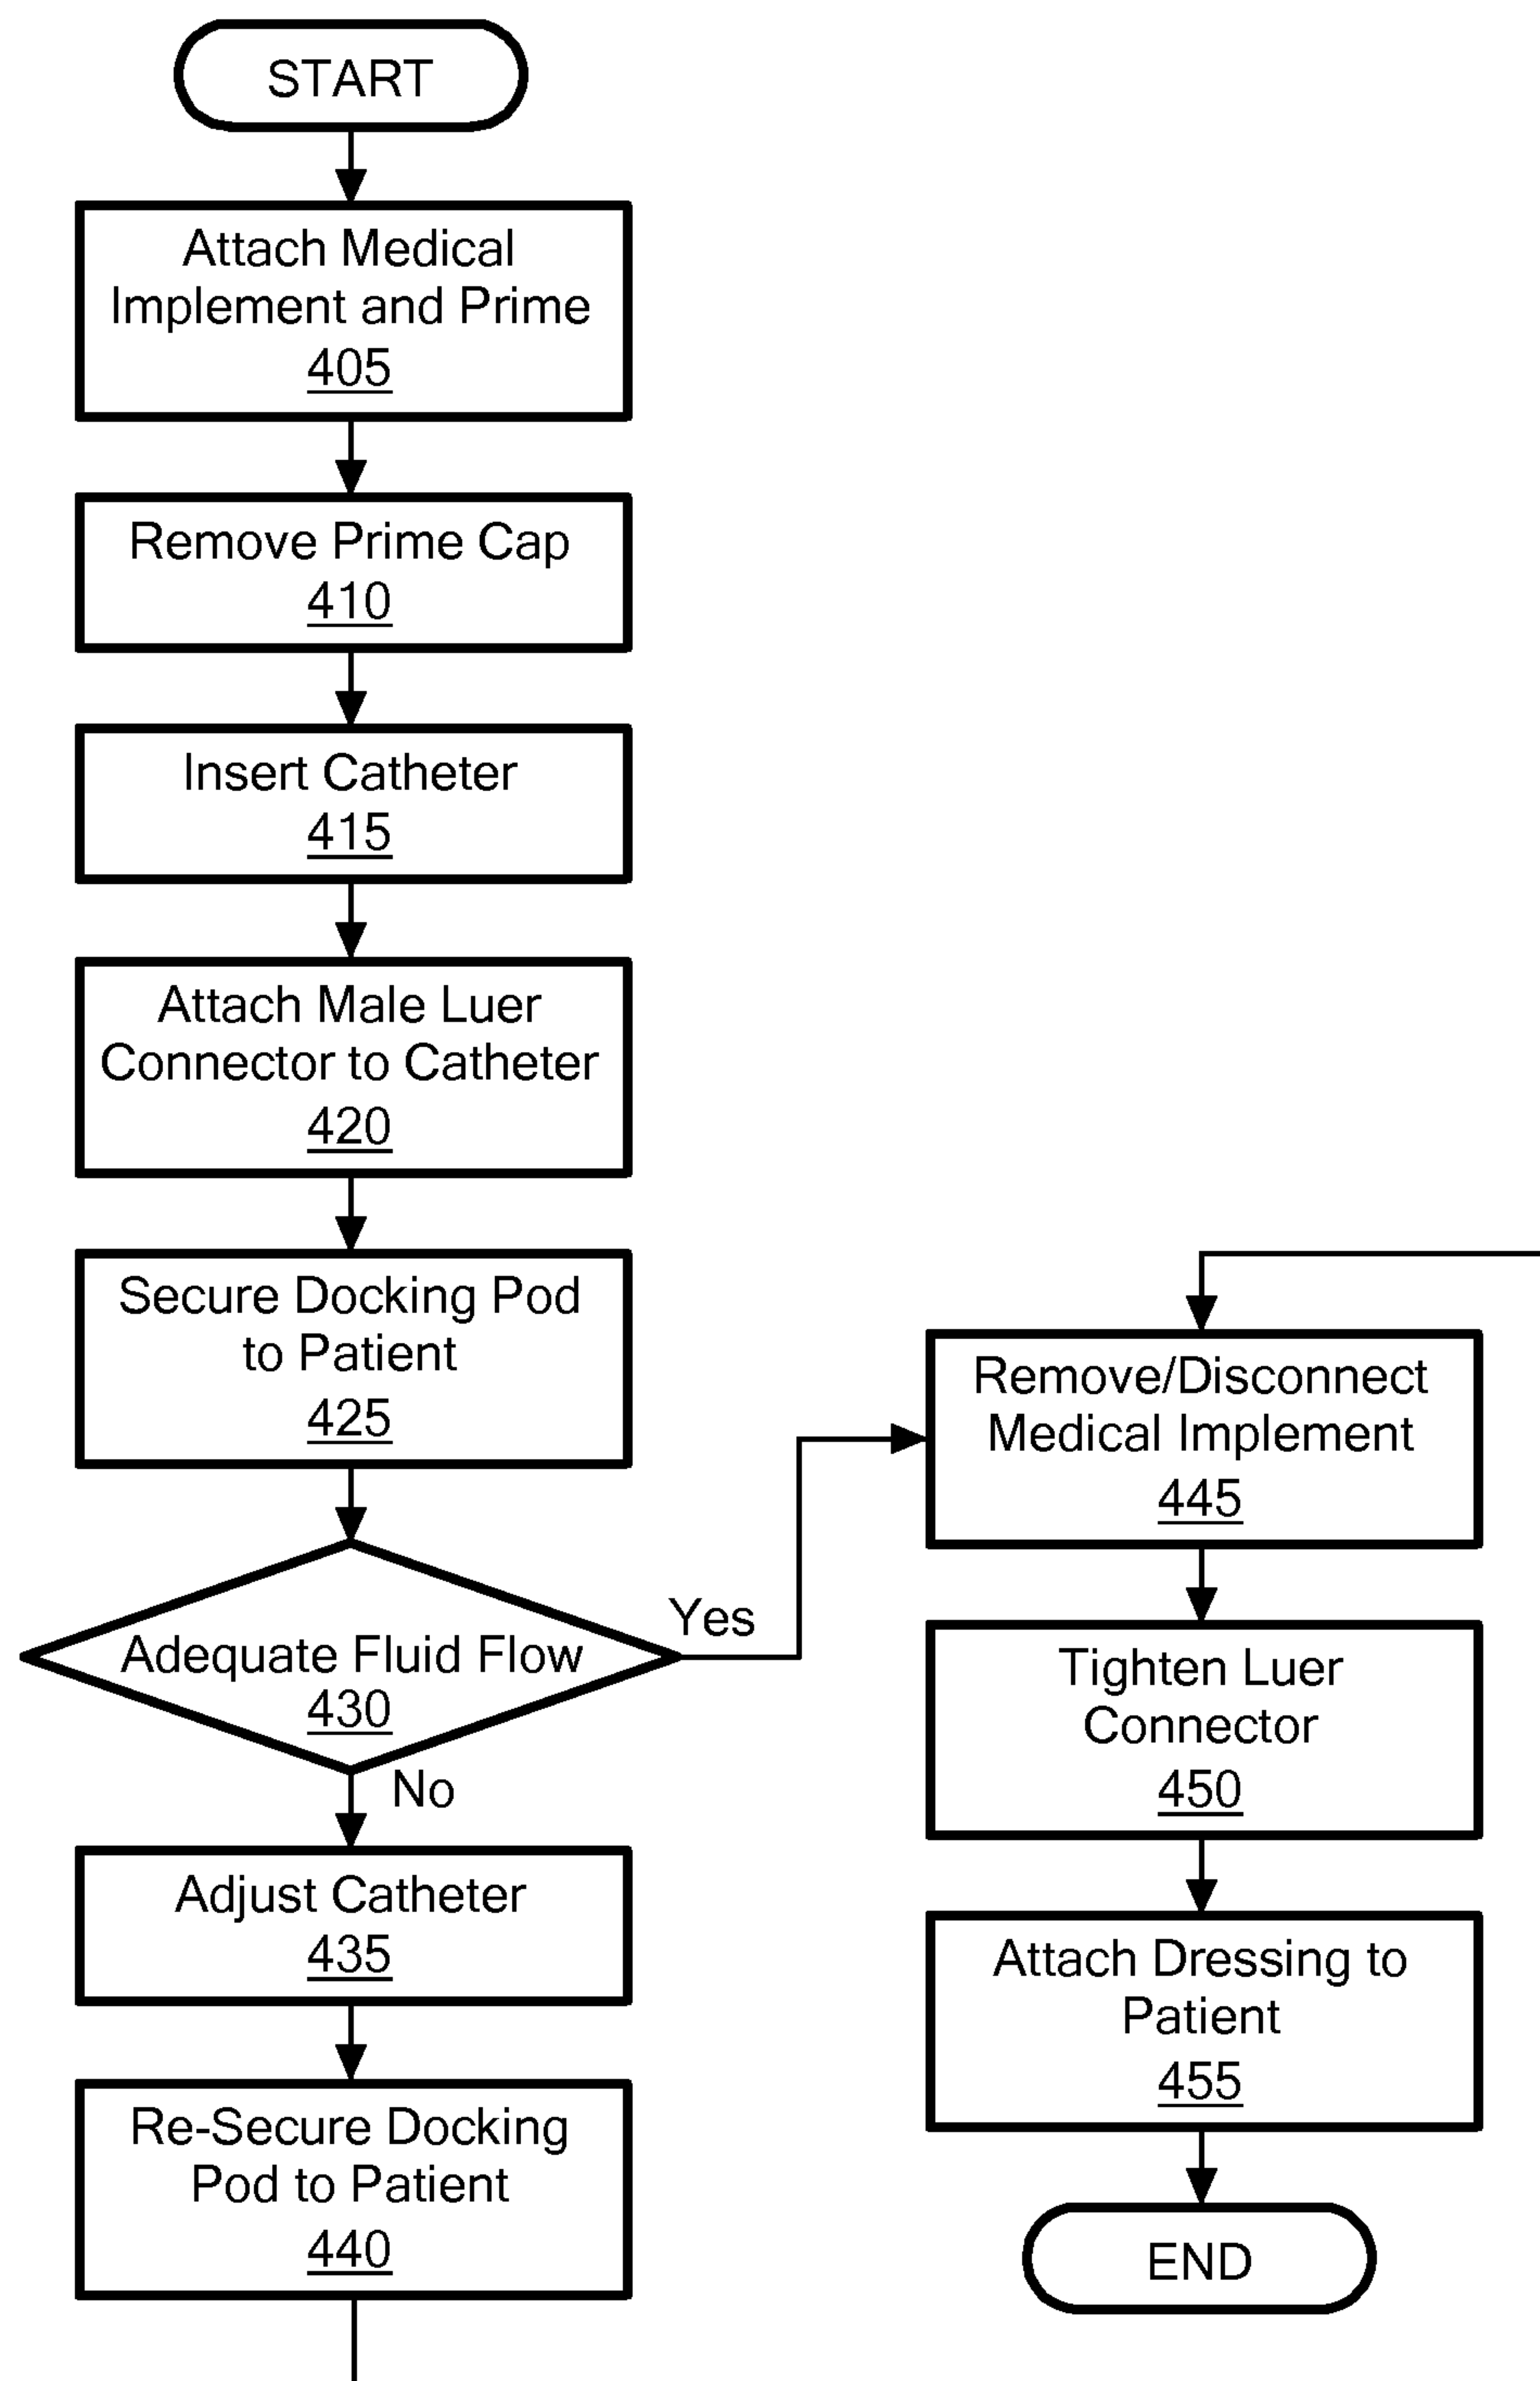 START
Attach Medical
Implement and Prime
405
Remove Prime Cap
410
Insert Catheter
415
Attach Male Luer
Connector to Catheter
420
Secure Docking Pod
to Patient
425
Adequate Fluid Flow
430
Yes
No
Adjust Catheter
435
Re-Secure Docking
Pod to Patient
440
Remove/Disconnect
Medical Implement
445
Tighten Luer
Connector
450
Attach Dressing to
Patient
455
END